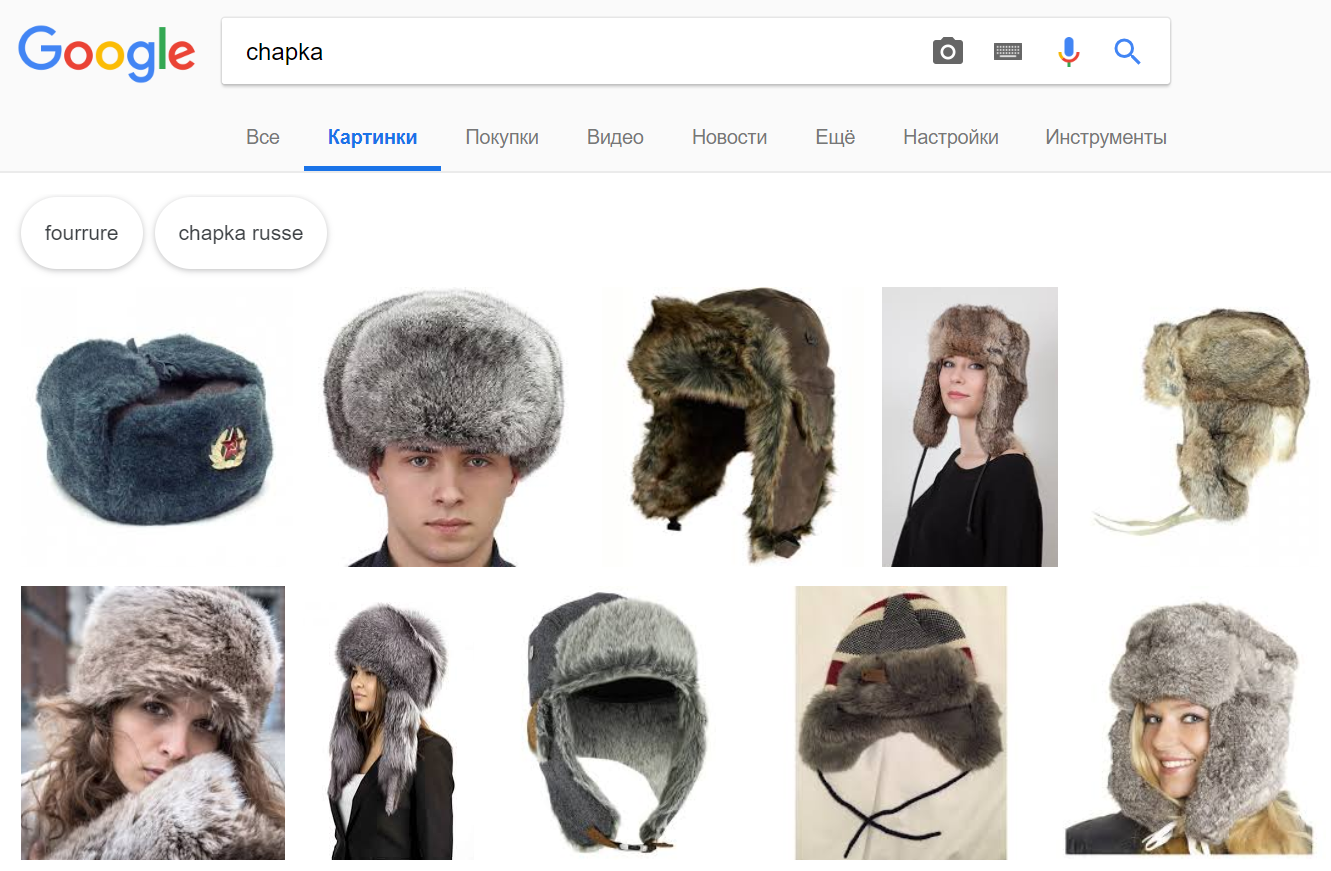 Google
chapka
Все Картинки Покупки Видео Новости Ещё Настройки Инструменты
fourrure chapka russe